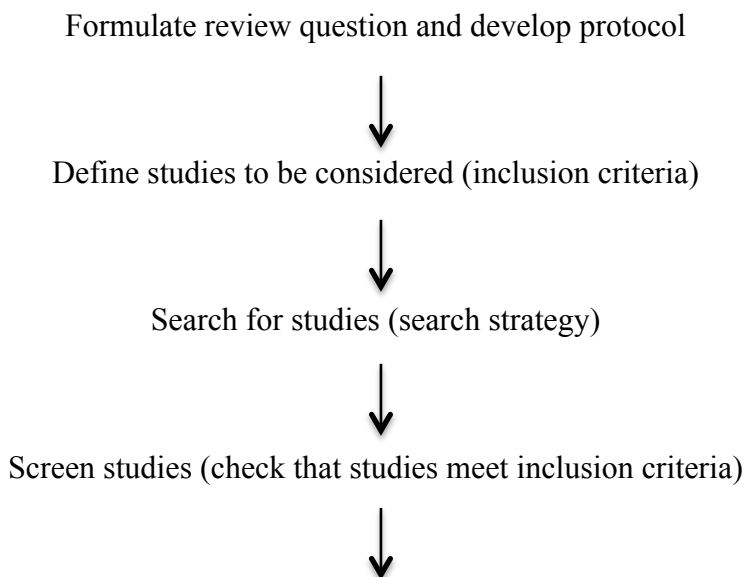 Formulate review question and develop protocol
Define studies to be considered (inclusion criteria)
Search for studies (search strategy)
Screen studies (check that studies meet inclusion criteria)